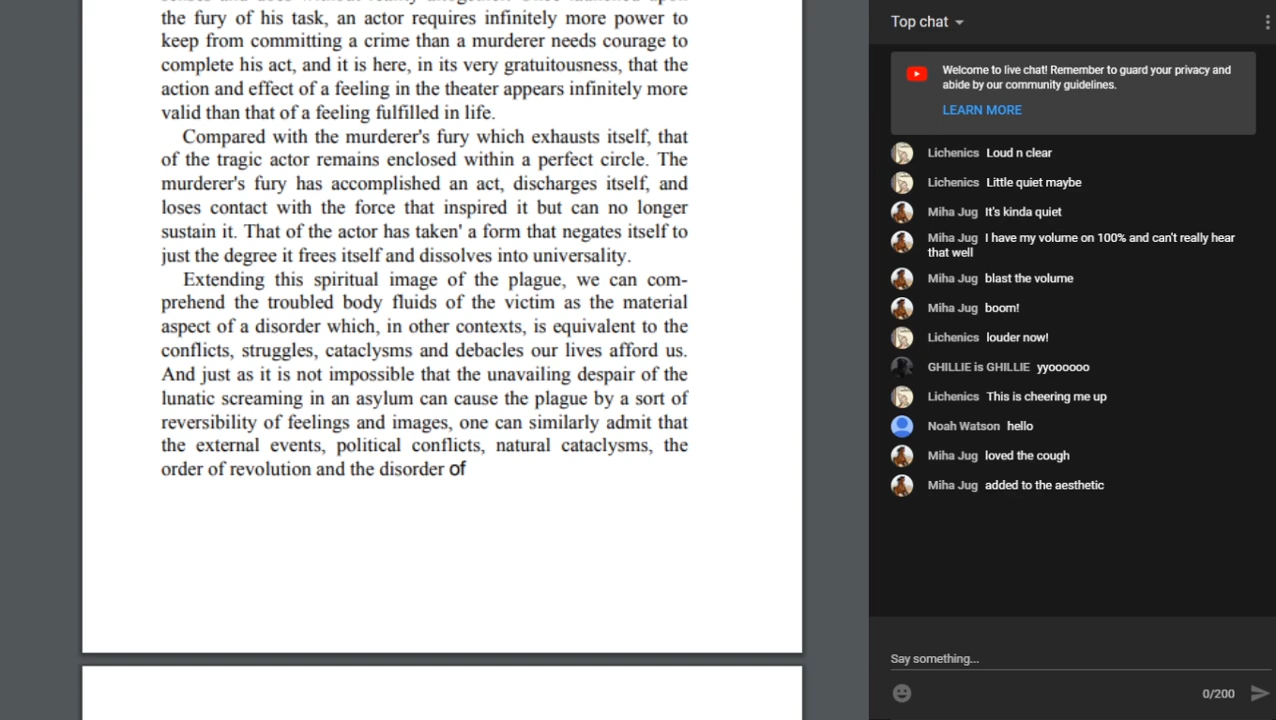 the fury of his task, an actor requires infinitely more power to
keep from committing a crime than a murderer needs courage to
complete his act, and it is here, in its very gratuitousness, that the
action and effect of a feeling in the theater appears infinitely more
valid than that of a feeling fulfilled in life.
Compared with the murderer's fury which exhausts itself, that
of the tragic actor remains enclosed within a perfect circle. The
murderer's fury has accomplished an act, discharges itself, and
loses contact with the force that inspired it but can no longer
sustain it. That of the actor has taken' a form that negates itself to
just the degree it frees itself and dissolves into universality.
Extending this spiritual image of the plague, we can com-
prehend the troubled body fluids of the victim as the material
aspect of a disorder which, in other contexts, is equivalent to the
conflicts, struggles, cataclysms and debacles our lives afford us.
And just as it is not impossible that the unavailing despair of the
lunatic screaming in an asylum can cause the plague by a sort of
reversibility of feelings and images, one can similarly admit that
the external events, political conflicts, natural cataclysms, the
order of revolution and the disorder of
Top chat
Welcome to live chat! Remember to guard your privacy and
abide by our community guidelines.
LEARN MORE
Lichenics Loud n clear
Lichenics Little quiet maybe
Miha Jug It's kinda quiet
Miha Jug I have my volume on 100% and can't really hear
that well
Miha Jug blast the volume
Miha Jug boom!
Lichenics louder now!
GHILLIE is GHILLIE yyoooooo
Lichenics This is cheering me up
Noah Watson hello
Miha Jug loved the cough
Miha Jug added to the aesthetic
Say something...
0/200